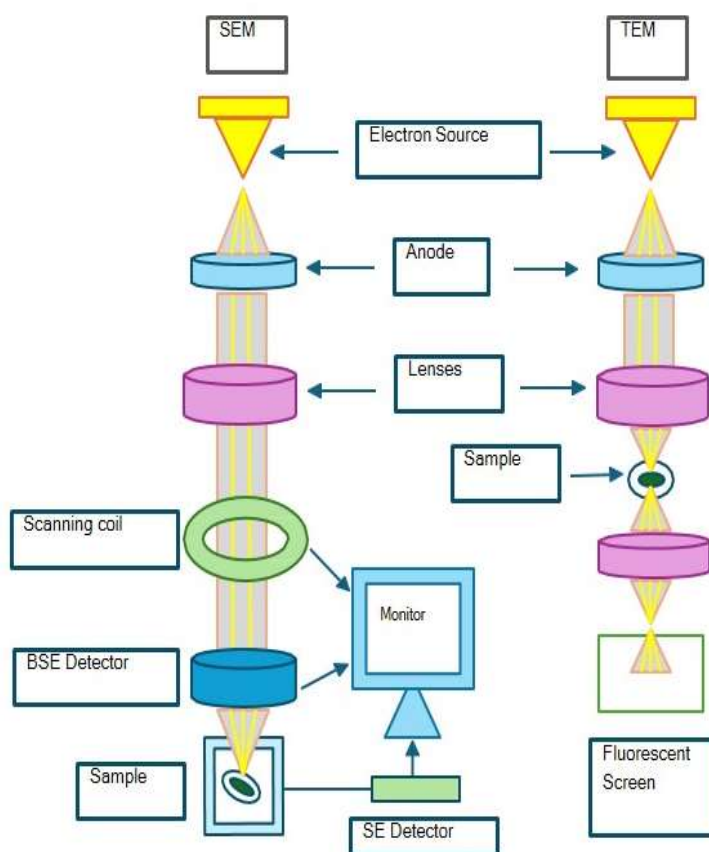 SEM
TEM
Electron Source
Anode
Lenses
Sample
Scanning coil
Monitor
BSE Detector
Sample
Fluorescent
Screen
SE Detector